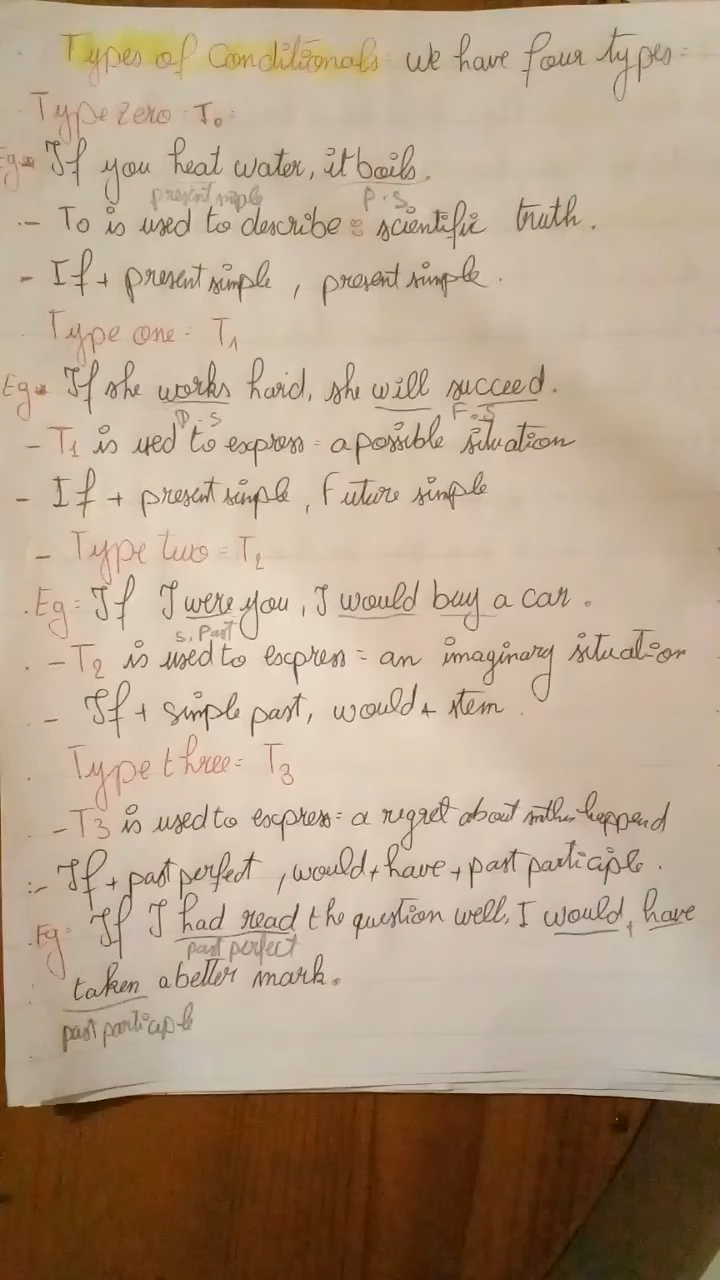 Types of Conditionals: we have four types:
Type zero: T0:
Eg: If you heat water, it boils.
present simple P.S
- T0 is used to describe: scientific truth.
- If + present simple, present simple.
Type one: T1
Eg: If she works hard, she will succeed.
P.S F.S
- T1 is used to express: a possible situation
- If + present simple, Future simple
- Type two: T2
Eg: If I were you, I would buy a car.
S. Past
- T2 is used to express: an imaginary situation
- If + simple past, would + stem.
Type three: T3
- T3 is used to express: a regret about happend
- If + past perfect, would + have + past participle.
Eg: If I had read the question well, I would, have
past perfect
taken a better mark.
past participle